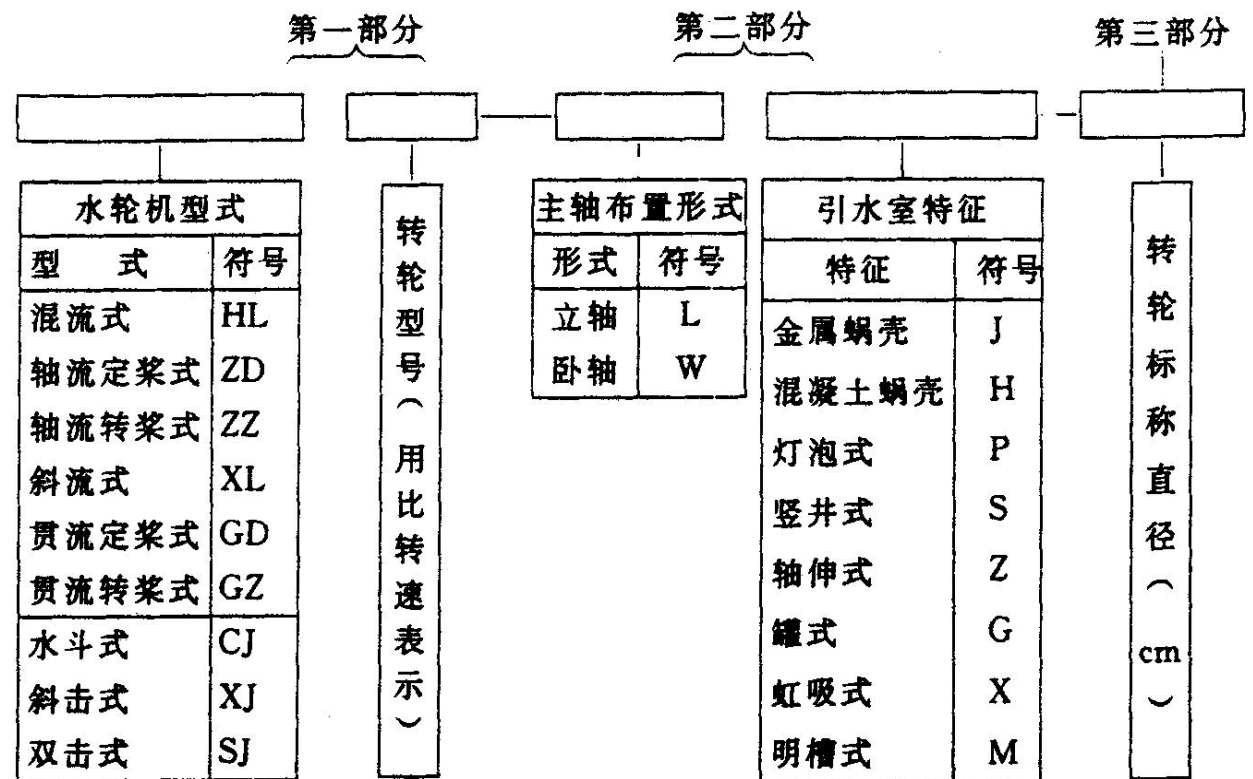 第一部分 第二部分 第三部分
水轮机型式
型 式 符号
混流式 HL
轴流定桨式 ZD
轴流转桨式 ZZ
斜流式 XL
贯流定桨式 GD
贯流转桨式 GZ
水斗式 CJ
斜击式 XJ
双击式 SJ
转轮型号(用比转速表示)
主轴布置形式
形式 符号
立轴 L
卧轴 W
引水室特征
特征 符号
金属蜗壳 J
混凝土蜗壳 H
灯泡式 P
竖井式 S
轴伸式 Z
罐式 G
虹吸式 X
明槽式 M
转轮标称直径(cm)